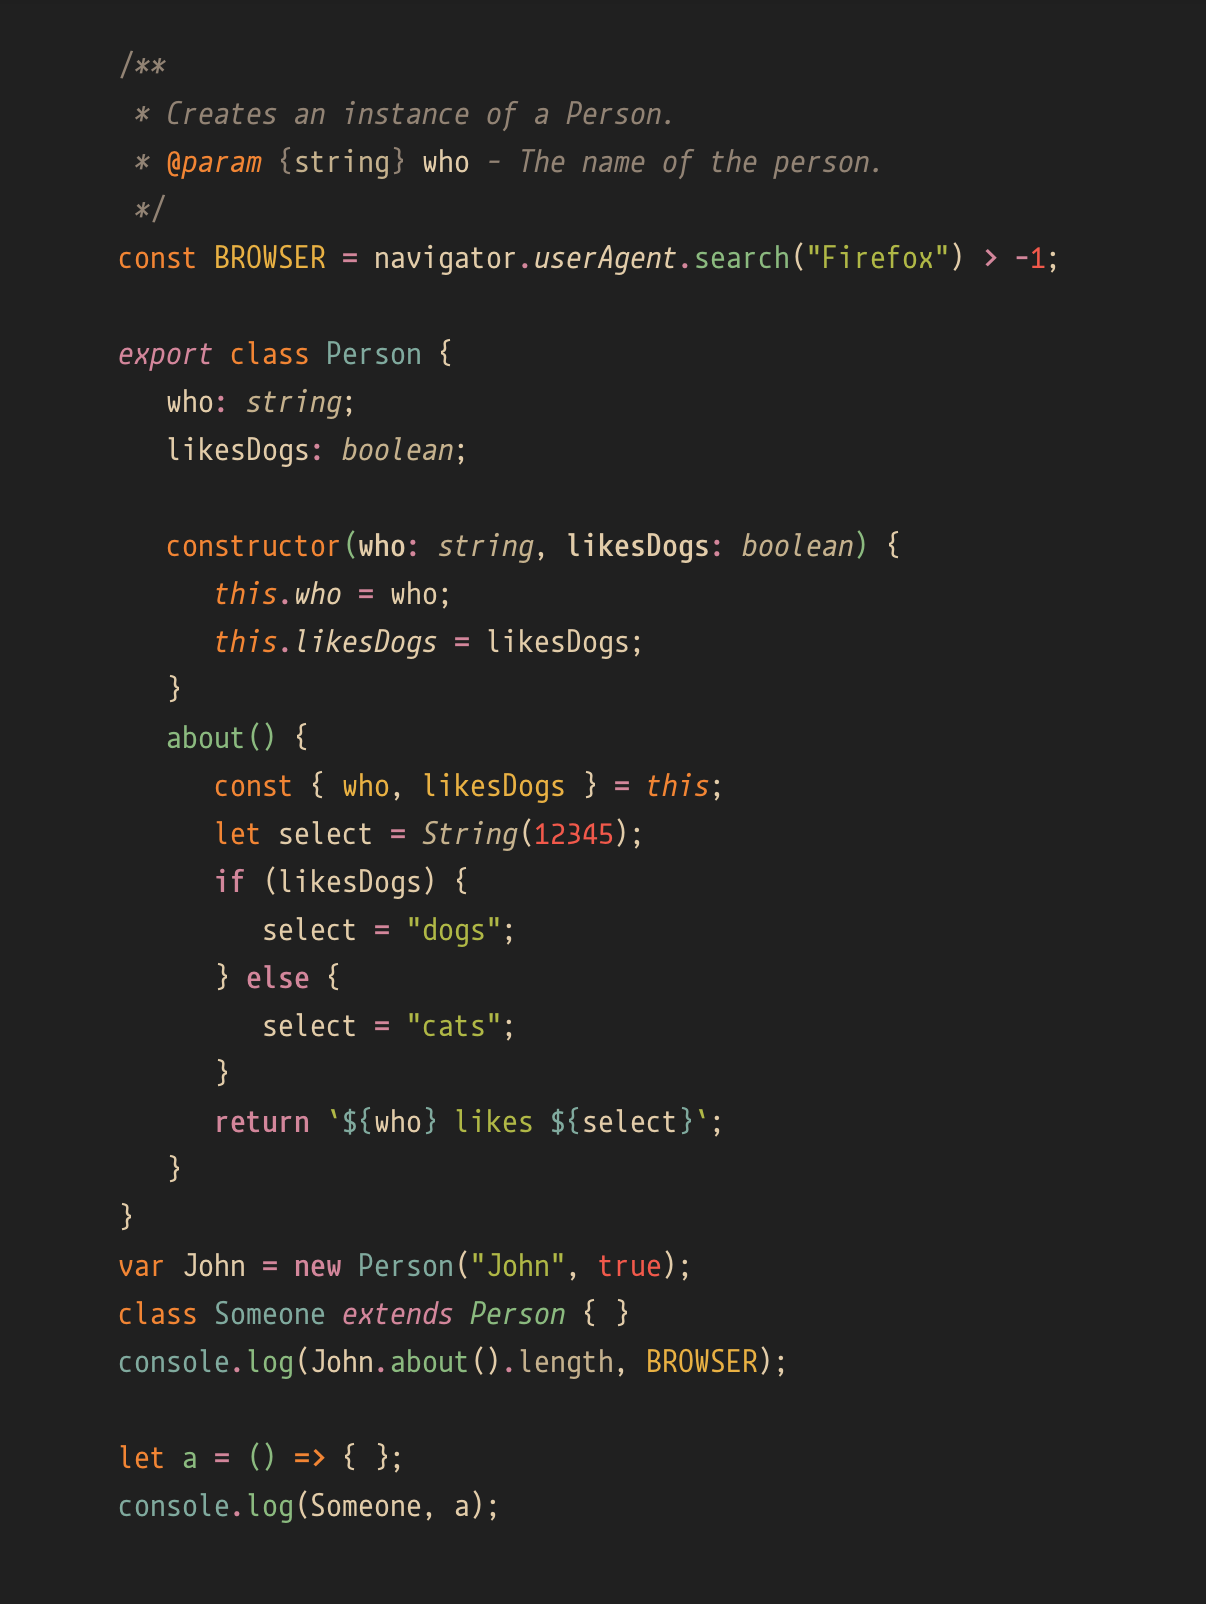 /**
 * Creates an instance of a Person.
 * @param {string} who - The name of the person.
 */
const BROWSER = navigator.userAgent.search("Firefox") > -1;

export class Person {
   who: string;
   likesDogs: boolean;

   constructor(who: string, likesDogs: boolean) {
      this.who = who;
      this.likesDogs = likesDogs;
   }
   about() {
      const { who, likesDogs } = this;
      let select = String(12345);
      if (likesDogs) {
         select = "dogs";
      } else {
         select = "cats";
      }
      return `${who} likes ${select}`;
   }
}
var John = new Person("John", true);
class Someone extends Person { }
console.log(John.about().length, BROWSER);

let a = () => { };
console.log(Someone, a);